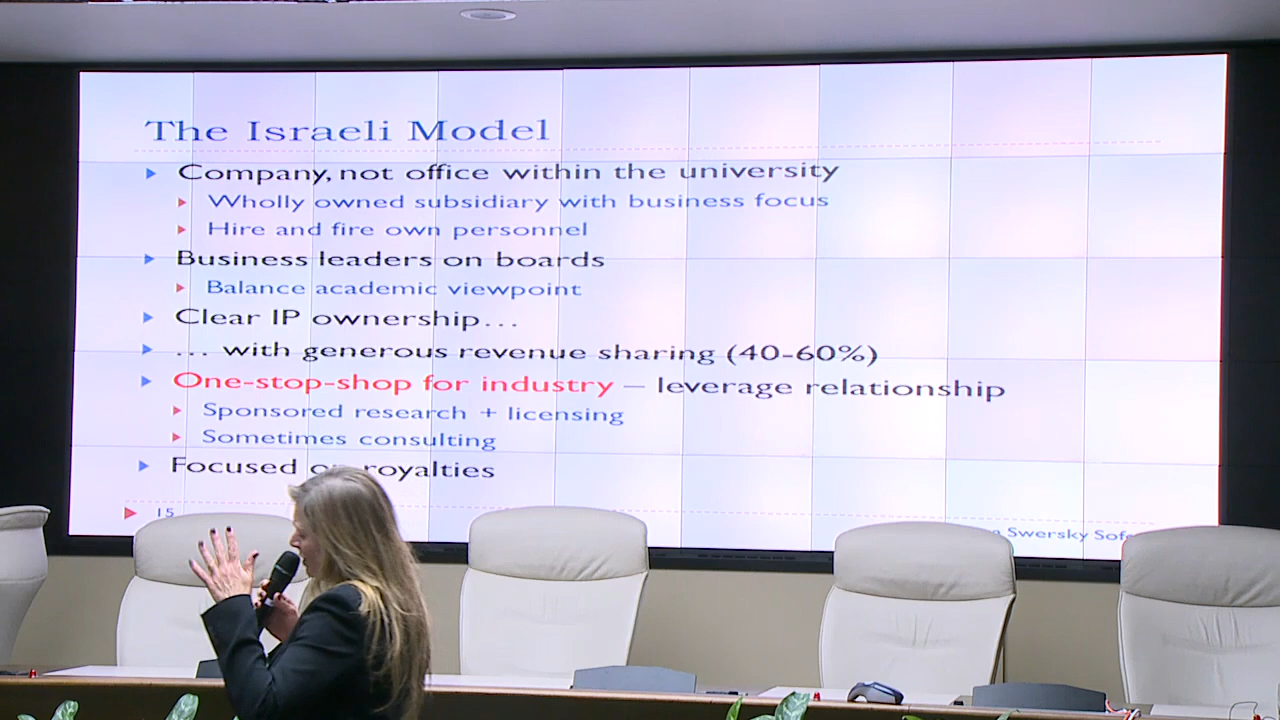 The Israeli Model
Company, not office within the university
Wholly owned subsidiary with business focus
Hire and fire own personnel
Business leaders on boards
Balance academic viewpoint
Clear IP ownership…
… with generous revenue sharing (40-60%)
One-stop-shop for industry – leverage relationship
Sponsored research + licensing
Sometimes consulting
Focused on royalties
15
Swersky